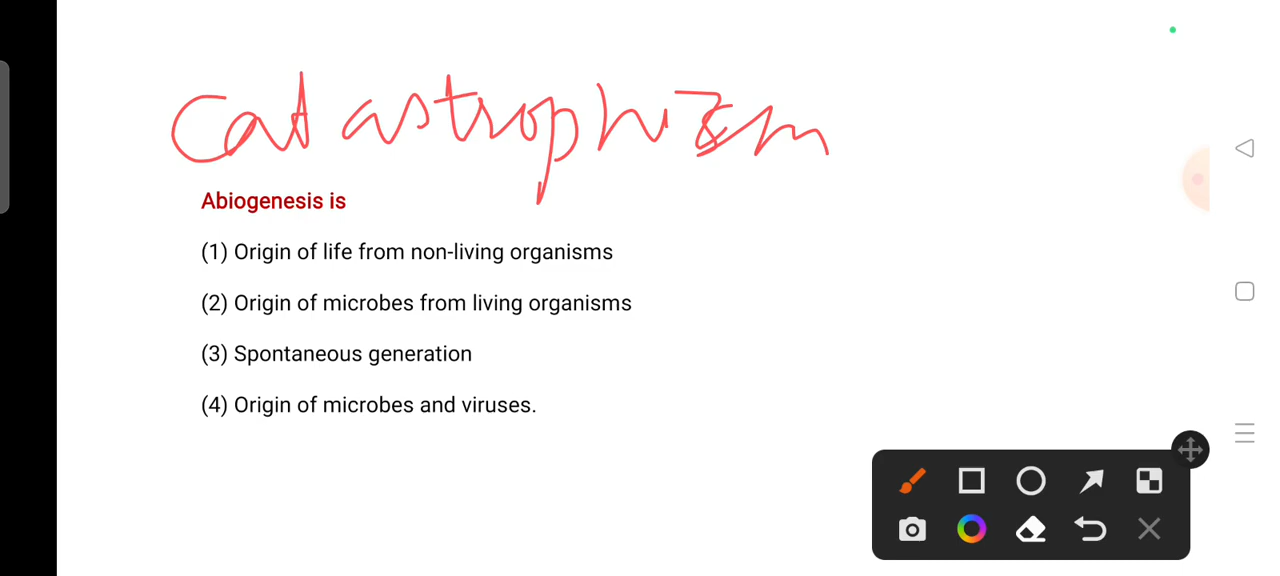 Catastrophism
Abiogenesis is
(1) Origin of life from non-living organisms
(2) Origin of microbes from living organisms
(3) Spontaneous generation
(4) Origin of microbes and viruses.